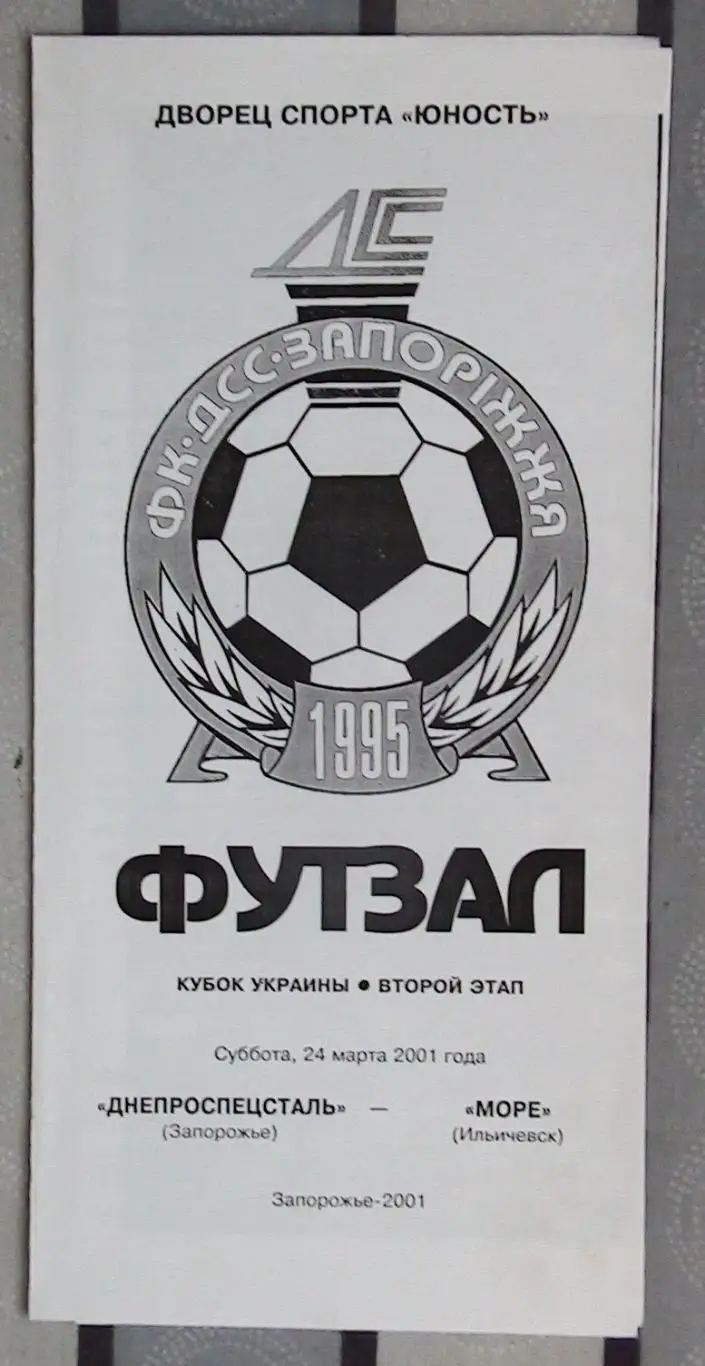 ДВОРЕЦ СПОРТА «ЮНОСТЬ»
ДСС
ФК·ДСС·ЗАПОРІЖЖЯ
1995
ФУТЗАЛ
КУБОК УКРАИНЫ ● ВТОРОЙ ЭТАП
Суббота, 24 марта 2001 года
«ДНЕПРОСПЕЦСТАЛЬ» — «МОРЕ»
(Запорожье) (Ильичевск)
Запорожье-2001